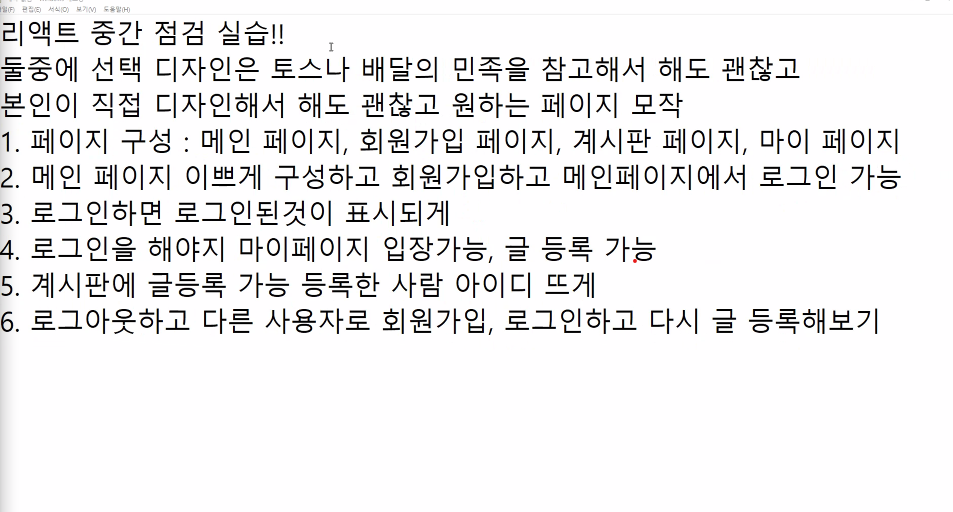 편집(E) 서식(O) 보기(V) 도움말(H)
리액트 중간 점검 실습!!
둘중에 선택 디자인은 토스나 배달의 민족을 참고해서 해도 괜찮고
본인이 직접 디자인해서 해도 괜찮고 원하는 페이지 모작
1. 페이지 구성 : 메인 페이지, 회원가입 페이지, 계시판 페이지, 마이 페이지
2. 메인 페이지 이쁘게 구성하고 회원가입하고 메인페이지에서 로그인 가능
3. 로그인하면 로그인된것이 표시되게
4. 로그인을 해야지 마이페이지 입장가능, 글 등록 가능
5. 계시판에 글등록 가능 등록한 사람 아이디 뜨게
6. 로그아웃하고 다른 사용자로 회원가입, 로그인하고 다시 글 등록해보기